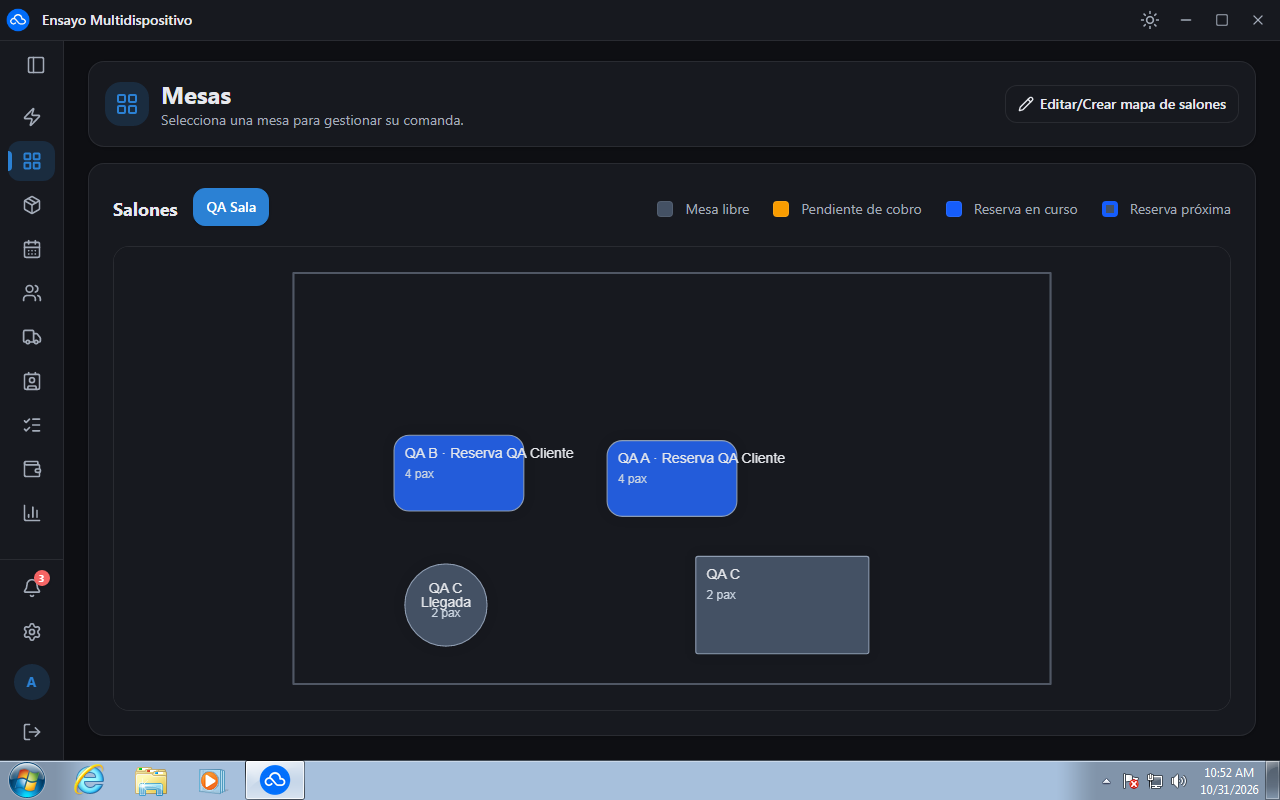 Ensayo Multidispositivo
Mesas
Selecciona una mesa para gestionar su comanda.
Editar/Crear mapa de salones
Salones
QA Sala
Mesa libre
Pendiente de cobro
Reserva en curso
Reserva próxima
QA B · Reserva QA Cliente
4 pax
QA A · Reserva QA Cliente
4 pax
QA C
Llegada
2 pax
QA C
2 pax
3
A
10:52 AM
10/31/2026